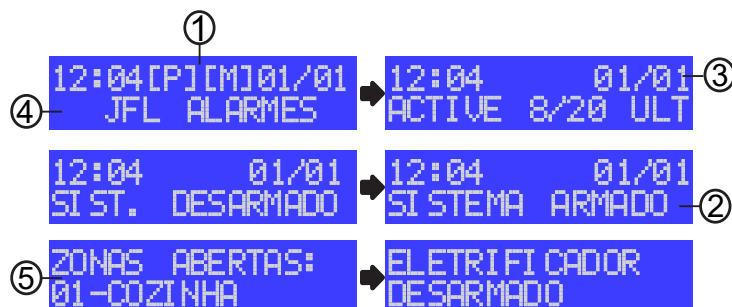 ①
12:04[P][M]01/01
④ JFL ALARMES
12:04 01/01 ③
ACTIVE 8/20 ULT
12:04 01/01
SIST. DESARMADO
12:04 01/01
SISTEMA ARMADO ②
ZONAS ABERTAS:
⑤ 01-COZINHA
ELETRIFICADOR
DESARMADO